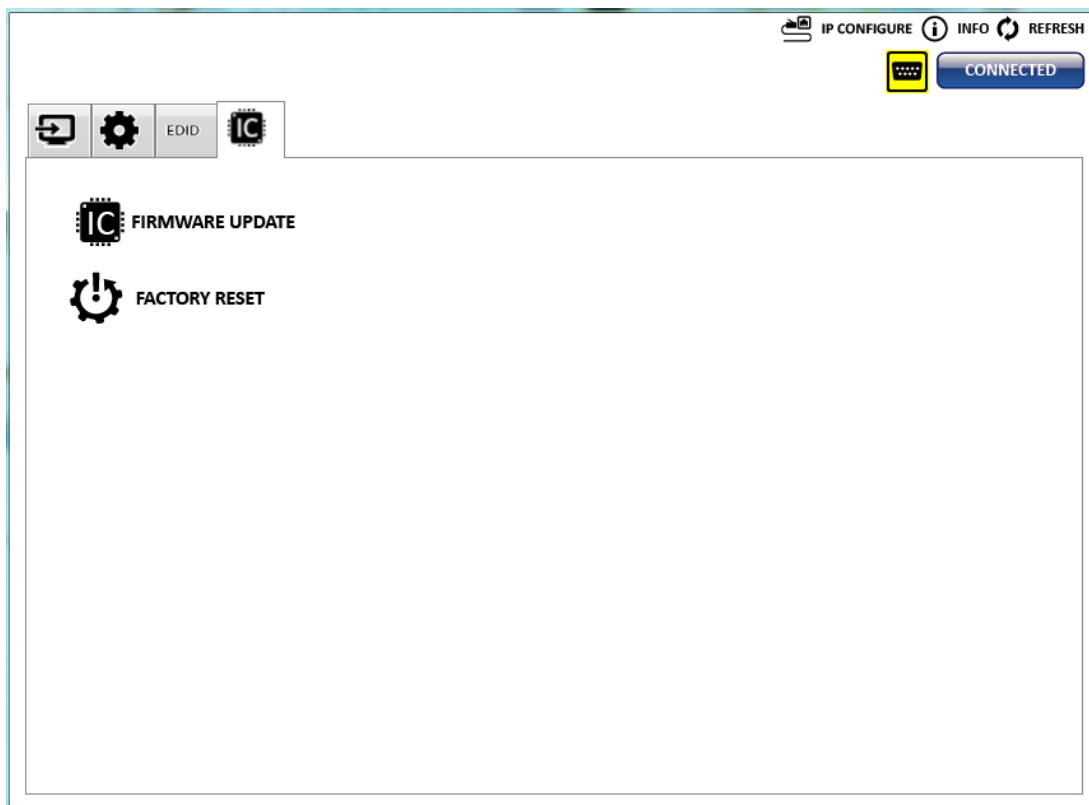 IP CONFIGURE INFO REFRESH
CONNECTED
EDID IC
IC FIRMWARE UPDATE
FACTORY RESET